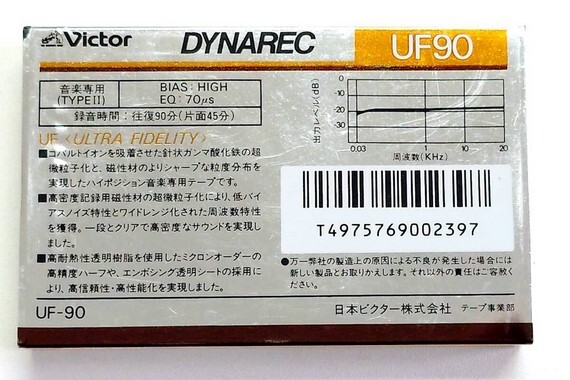 Victor DYNAREC UF90
音楽専用
(TYPEII)
BIAS: HIGH
EQ: 70μs
録音時間: 往復90分(片面45分)
UF <ULTRA FIDELITY>
■コバルトイオンを吸着させた針状ガンマ酸化鉄の超
微粒子化と、磁性材のよりシャープな粒度分布を
実現したハイポジション音楽専用テープです。
■高密度記録用磁性材の超微粒子化により、低バイ
アスノイズ特性とワイドレンジ化された周波数特性
を獲得。一段とクリアで高密度なサウンドを実現し
ました。
■高耐熱性透明樹脂を使用したミクロンオーダーの
高精度ハーフや、エンボシング透明シートの採用に
より、高信頼性・高性能化を実現しました。
UF-90
出力レベル(dB)
0
-10
-20
-30
0.03 1 10 20
周波数(KHz)
T4975769002397
●万一弊社の製造上の原因による不良が発生した場合には
新しい製品とお取りかえします。それ以外の責任はご容赦く
ださい。
日本ビクター株式会社 テープ事業部